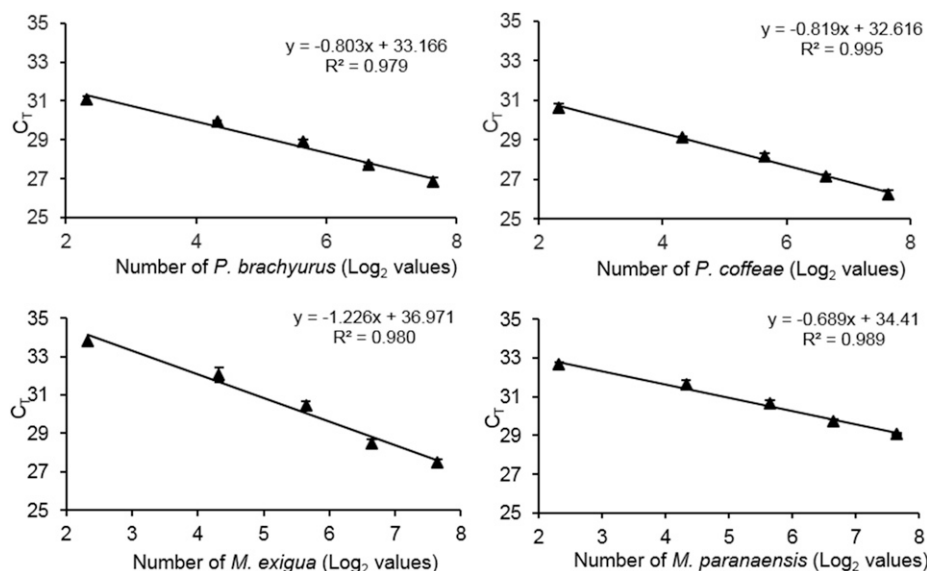 35
33
31
29
27
25
C_T
y = -0.803x + 33.166
R² = 0.979
2 4 6 8
Number of P. brachyurus (Log₂ values)
35
33
31
29
27
25
C_T
y = -0.819x + 32.616
R² = 0.995
2 4 6 8
Number of P. coffeae (Log₂ values)
35
33
31
29
27
25
C_T
y = -1.226x + 36.971
R² = 0.980
2 3 4 5 6 7 8
Number of M. exigua (Log₂ values)
35
33
31
29
27
25
C_T
y = -0.689x + 34.41
R² = 0.989
2 3 4 5 6 7 8
Number of M. paranaensis (Log₂ values)